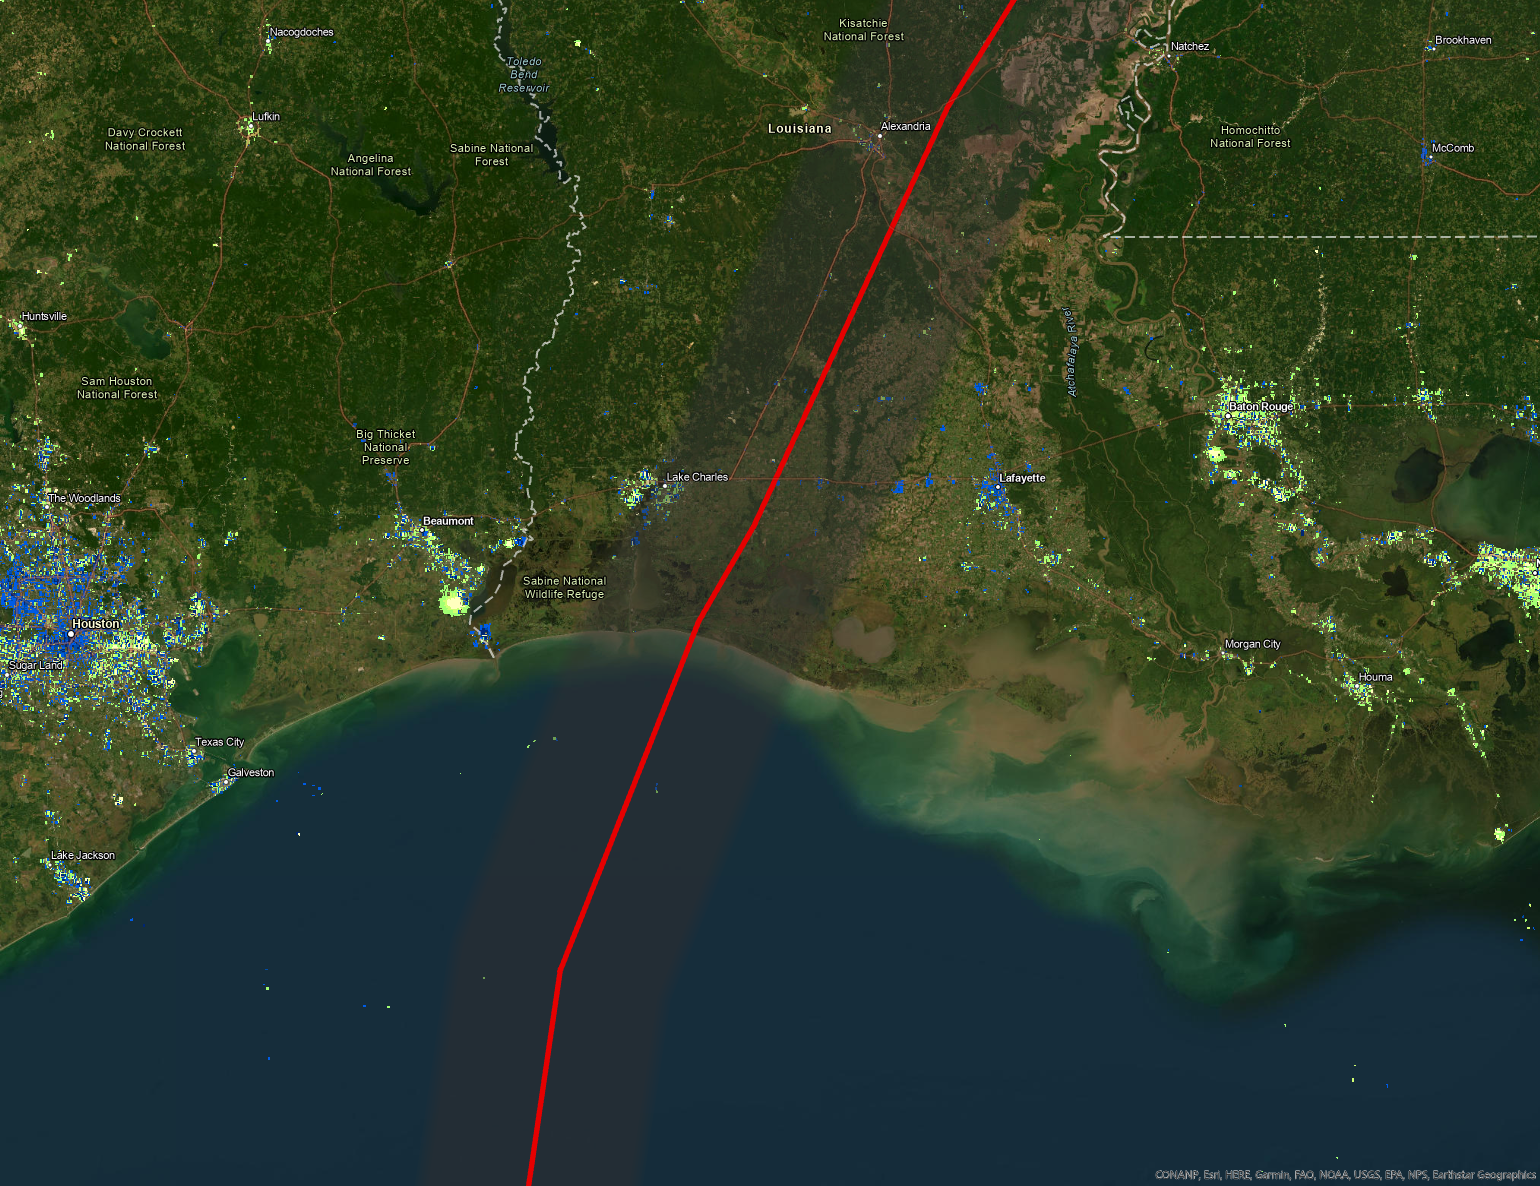 Kisatchie
National Forest
Nacogdoches
Natchez
Brookhaven
Toledo
Bend
Reservoir
Lufkin
Davy Crockett
National Forest
Sabine National
Forest
Angelina
National Forest
Louisiana
Alexandria
Homochitto
National Forest
McComb
Huntsville
Atchafalaya River
Sam Houston
National Forest
Big Thicket
National
Preserve
Baton Rouge
The Woodlands
Lake Charles
Lafayette
Beaumont
Sabine National
Wildlife Refuge
Houston
Sugar Land
Morgan City
Houma
Texas City
Galveston
Lake Jackson
CONANP, Esri, HERE, Garmin, FAO, NOAA, USGS, EPA, NPS, Earthstar Geographics